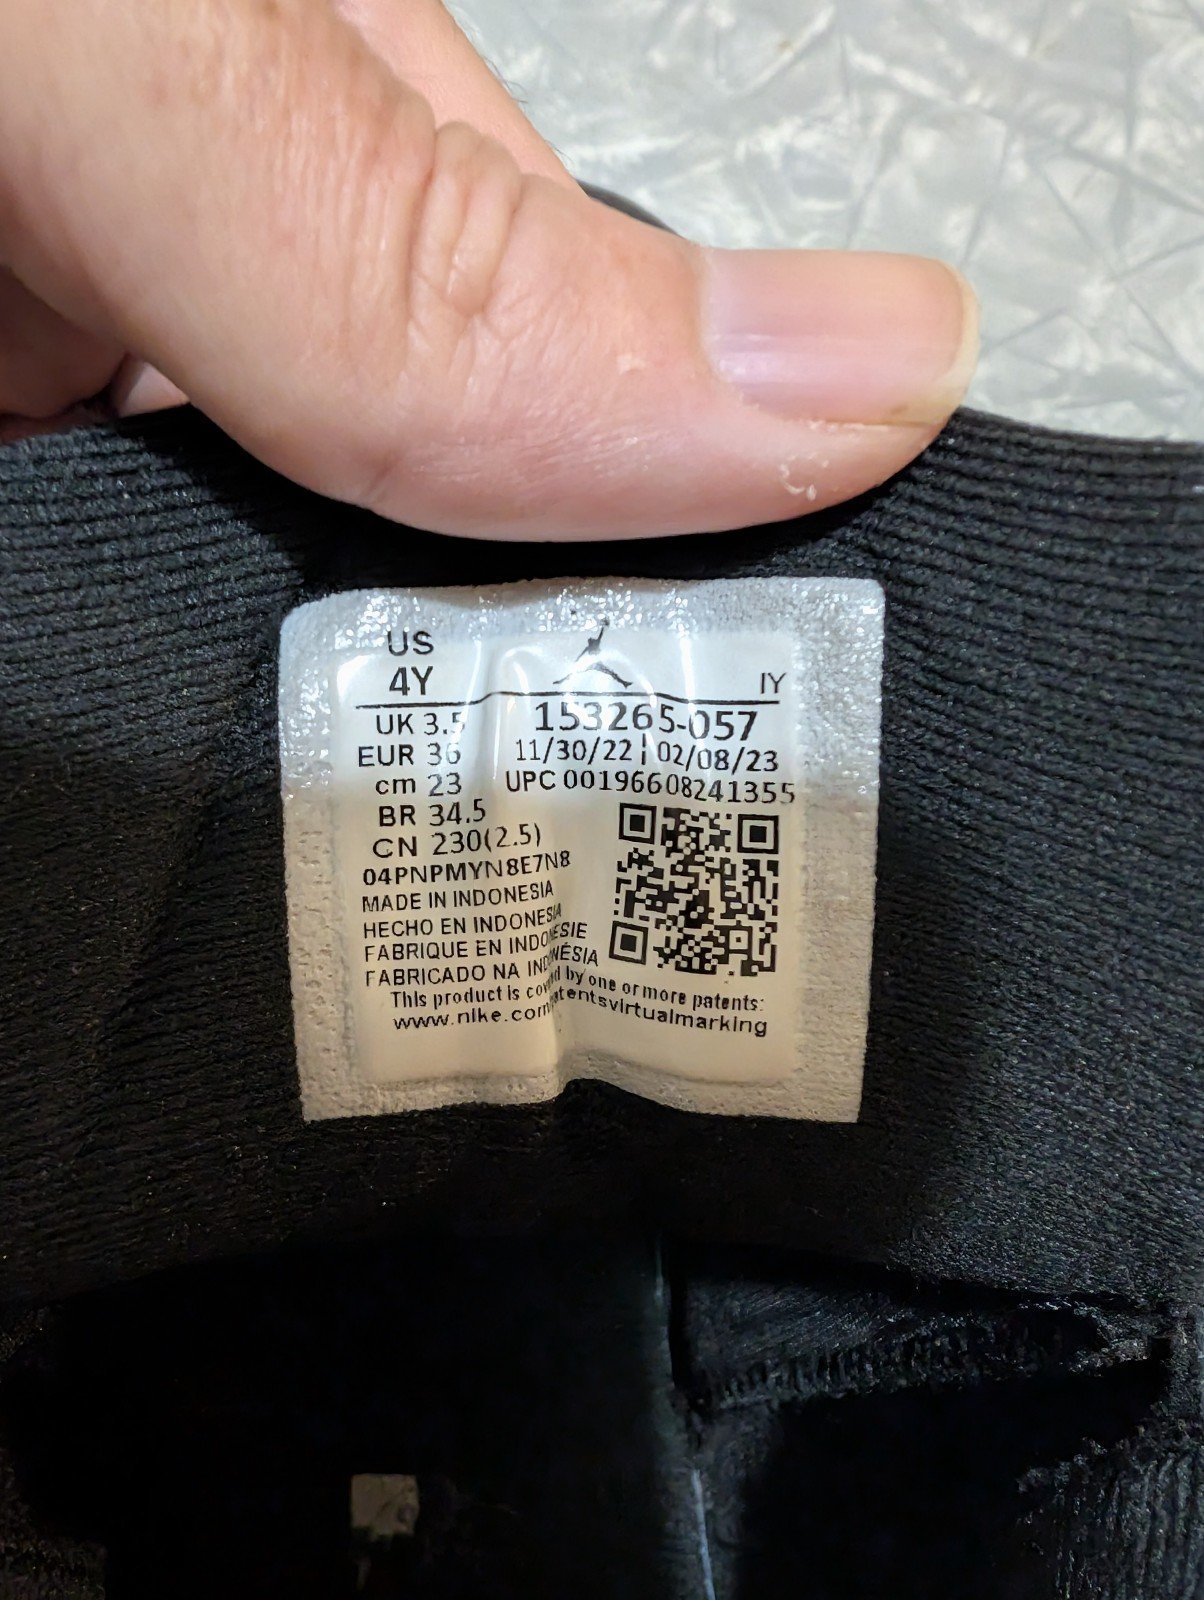 US
4Y
IY
UK 3.5
153265-057
EUR 36
11/30/22 | 02/08/23
cm 23
UPC 00196608241355
BR 34.5
CN 230(2.5)
04PNPMYN8E7N8
MADE IN INDONESIA
HECHO EN INDONESIA
FABRIQUE EN INDONESIE
FABRICADO NA INDONÉSIA
This product is covered by one or more patents:
www.nike.com/patentsvirtualmarking